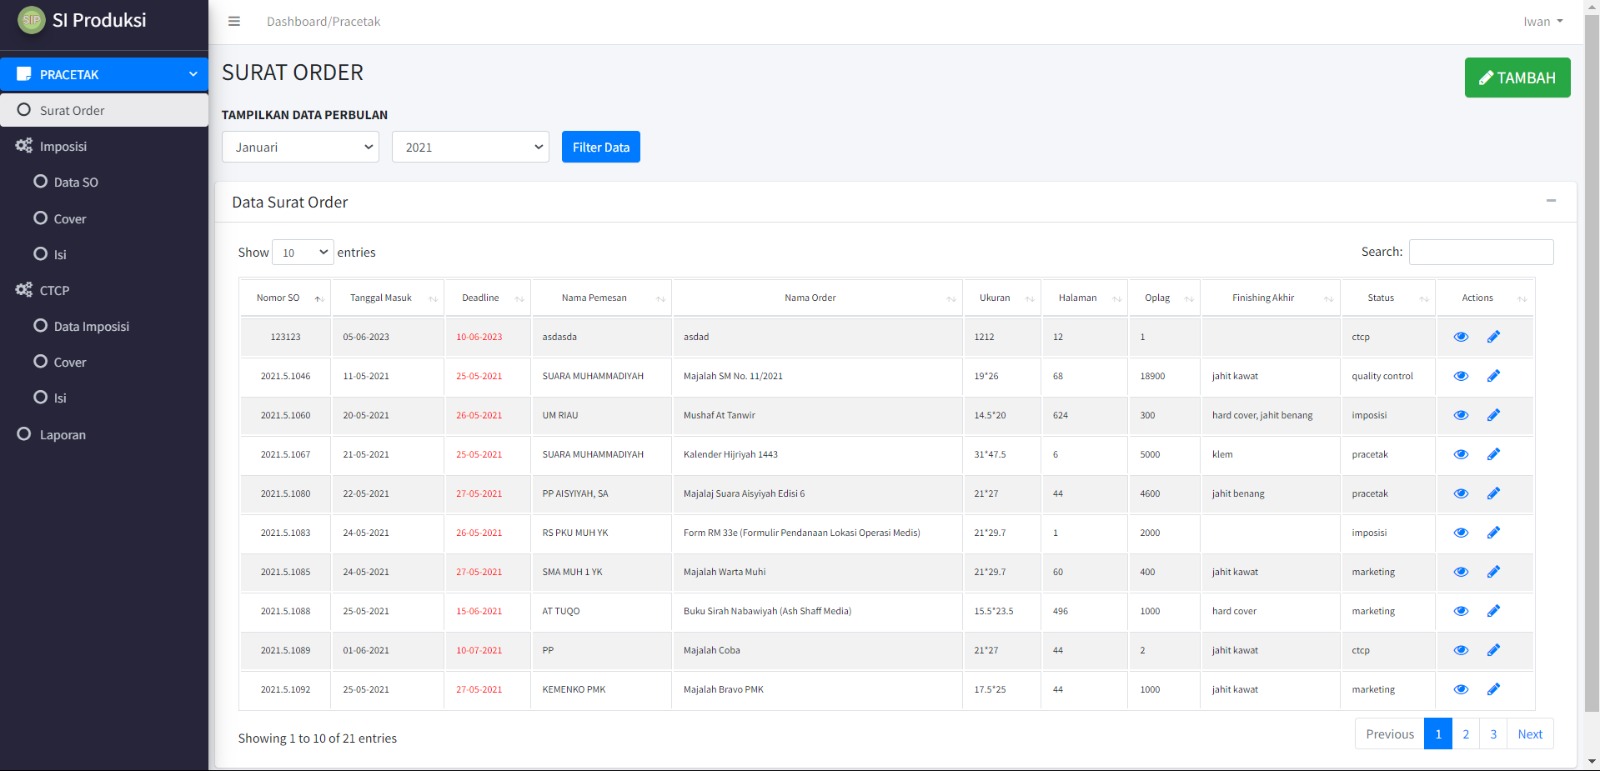 SIP SI Produksi
Dashboard/Pracetak
Iwan
PRACETAK
Surat Order
Imposisi
Data SO
Cover
Isi
CTCP
Data Imposisi
Cover
Isi
Laporan
SURAT ORDER
TAMBAH
TAMPILKAN DATA PERBULAN
Januari 2021 Filter Data
Data Surat Order
Show 10 entries Search:
Nomor SO Tanggal Masuk Deadline Nama Pemesan Nama Order Ukuran Halaman Oplag Finishing Akhir Status Actions
123123 05-06-2023 10-06-2023 asdasda asdad 1212 12 1 ctcp
2021.5.1046 11-05-2021 25-05-2021 SUARA MUHAMMADIYAH Majalah SM No. 11/2021 19*26 68 18900 jahit kawat quality control
2021.5.1060 20-05-2021 26-05-2021 UM RIAU Mushaf At Tanwir 14.5*20 624 300 hard cover, jahit benang imposisi
2021.5.1067 21-05-2021 25-05-2021 SUARA MUHAMMADIYAH Kalender Hijriyah 1443 31*47.5 6 5000 klem pracetak
2021.5.1080 22-05-2021 27-05-2021 PP AISYIYAH, SA Majalaj Suara Aisyiyah Edisi 6 21*27 44 4600 jahit benang pracetak
2021.5.1083 24-05-2021 26-05-2021 RS PKU MUH YK Form RM 33e (Formulir Pendanaan Lokasi Operasi Medis) 21*29.7 1 2000 imposisi
2021.5.1085 24-05-2021 27-05-2021 SMA MUH 1 YK Majalah Warta Muhi 21*29.7 60 400 jahit kawat marketing
2021.5.1088 25-05-2021 15-06-2021 AT TUQO Buku Sirah Nabawiyah (Ash Shaff Media) 15.5*23.5 496 1000 hard cover marketing
2021.5.1089 01-06-2021 10-07-2021 PP Majalah Coba 21*27 44 2 jahit kawat ctcp
2021.5.1092 25-05-2021 27-05-2021 KEMENKO PMK Majalah Bravo PMK 17.5*25 44 1000 jahit kawat marketing
Showing 1 to 10 of 21 entries
Previous 1 2 3 Next